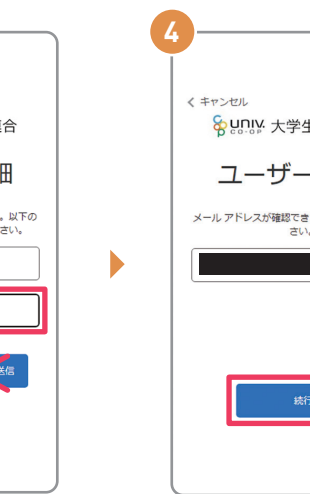 合
細
。以下の
さい。
送信
4
キャンセル
UNIV. 大学生
CO-OP
ユーザー
メール アドレスが確認でき
さい。
続行